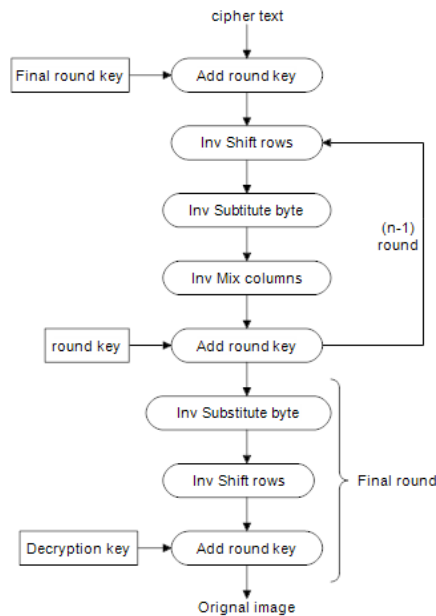 cipher text
Final round key
Add round key
Inv Shift rows
Inv Subtitute byte
(n-1)
round
Inv Mix columns
round key
Add round key
Inv Substitute byte
Inv Shift rows
Final round
Decryption key
Add round key
Orignal image